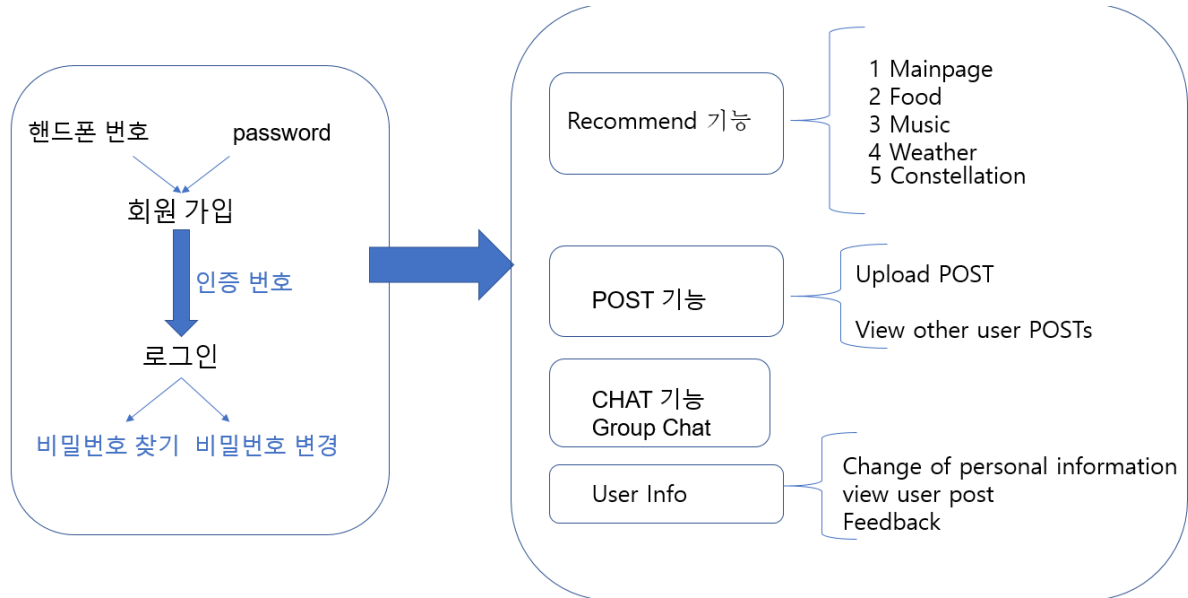 핸드폰 번호
password
회원 가입
인증 번호
로그인
비밀번호 찾기
비밀번호 변경
Recommend 기능
1 Mainpage
2 Food
3 Music
4 Weather
5 Constellation
POST 기능
Upload POST
View other user POSTs
CHAT 기능
Group Chat
User Info
Change of personal information
view user post
Feedback